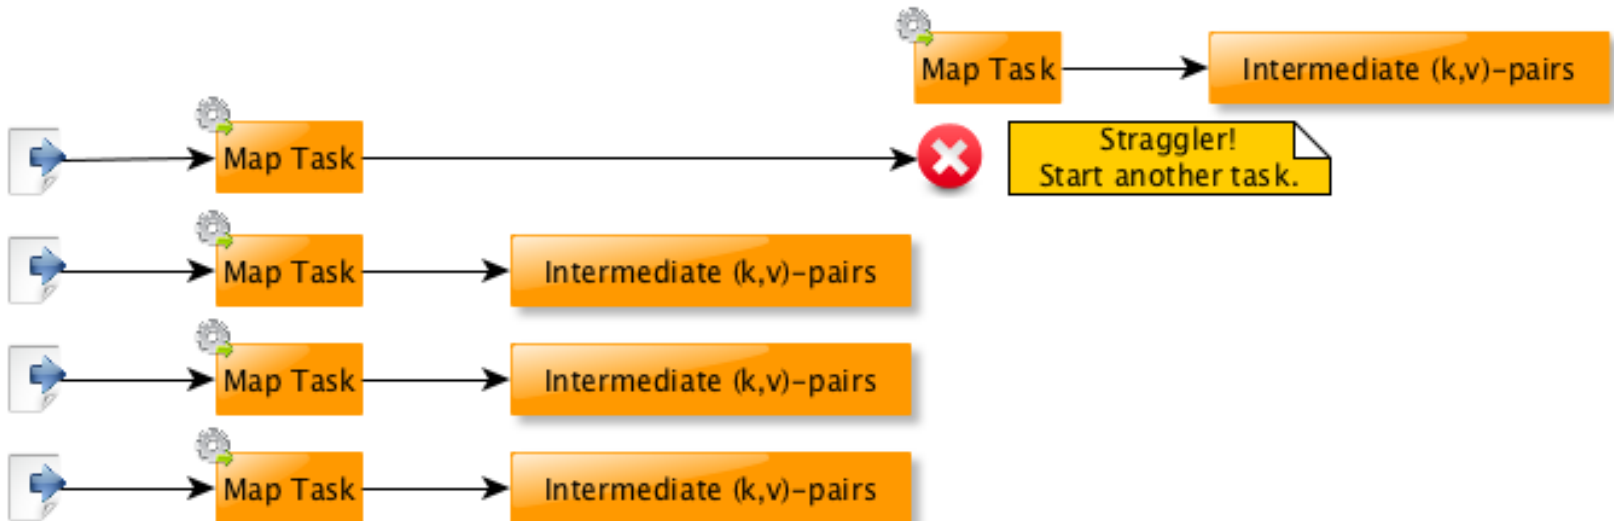 Map Task
Intermediate (k,v)-pairs
Map Task
Straggler!
Start another task.
Map Task
Intermediate (k,v)-pairs
Map Task
Intermediate (k,v)-pairs
Map Task
Intermediate (k,v)-pairs